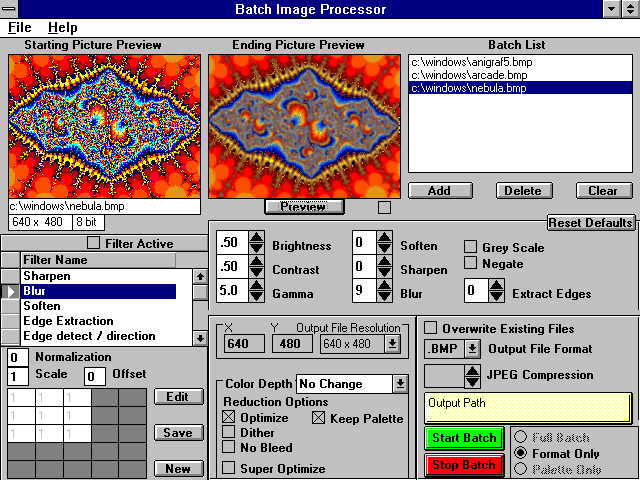 Batch Image Processor
File Help
Starting Picture Preview
Ending Picture Preview
Batch List
c:\windows\anigraf5.bmp
c:\windows\arcade.bmp
c:\windows\nebula.bmp
Add Delete Clear
c:\windows\nebula.bmp
640 x 480 8 bit
Preview
Reset Defaults
Filter Active
Filter Name
Sharpen
Blur
Soften
Edge Extraction
Edge detect / direction
0 Normalization
1 Scale 0 Offset
1 1 1
1 1 1
1 1 1
Edit
Save
New
.50 Brightness 0 Soften Grey Scale
.50 Contrast 0 Sharpen Negate
5.0 Gamma 9 Blur 0 Extract Edges
X Y Output File Resolution
640 480 640 x 480
Color Depth No Change
Reduction Options
Optimize Keep Palette
Dither
No Bleed
Super Optimize
Overwrite Existing Files
.BMP Output File Format
JPEG Compression
Output Path
Start Batch
Stop Batch
Full Batch
Format Only
Palette Only